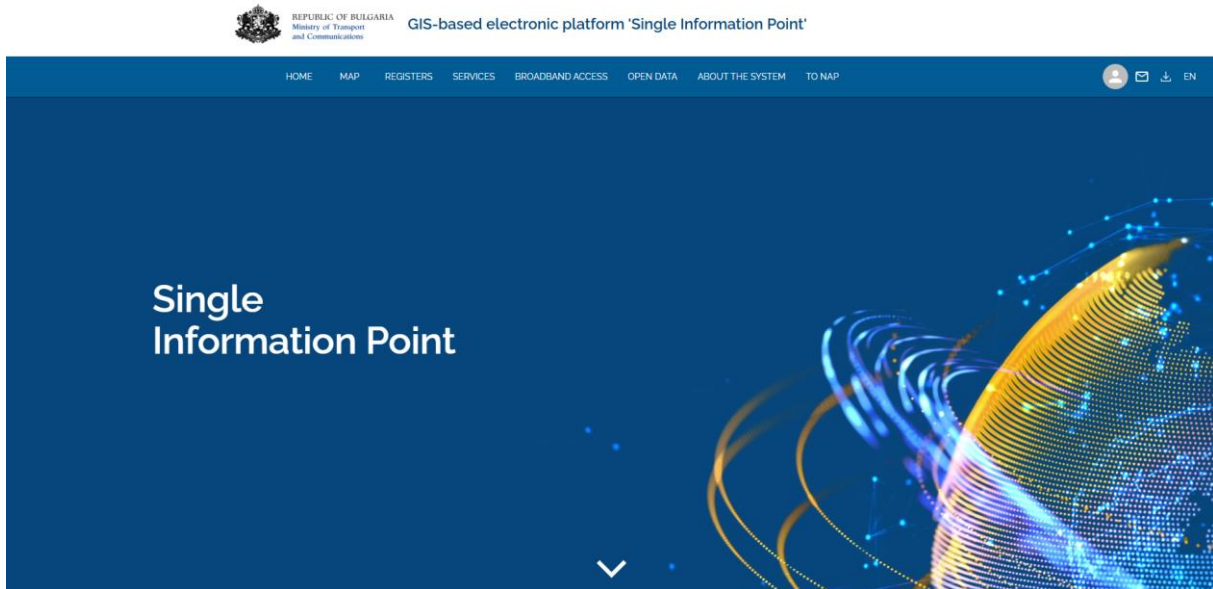 REPUBLIC OF BULGARIA
Ministry of Transport
and Communications
GIS-based electronic platform 'Single Information Point'
HOME MAP REGISTERS SERVICES BROADBAND ACCESS OPEN DATA ABOUT THE SYSTEM TO NAP EN
Single
Information Point